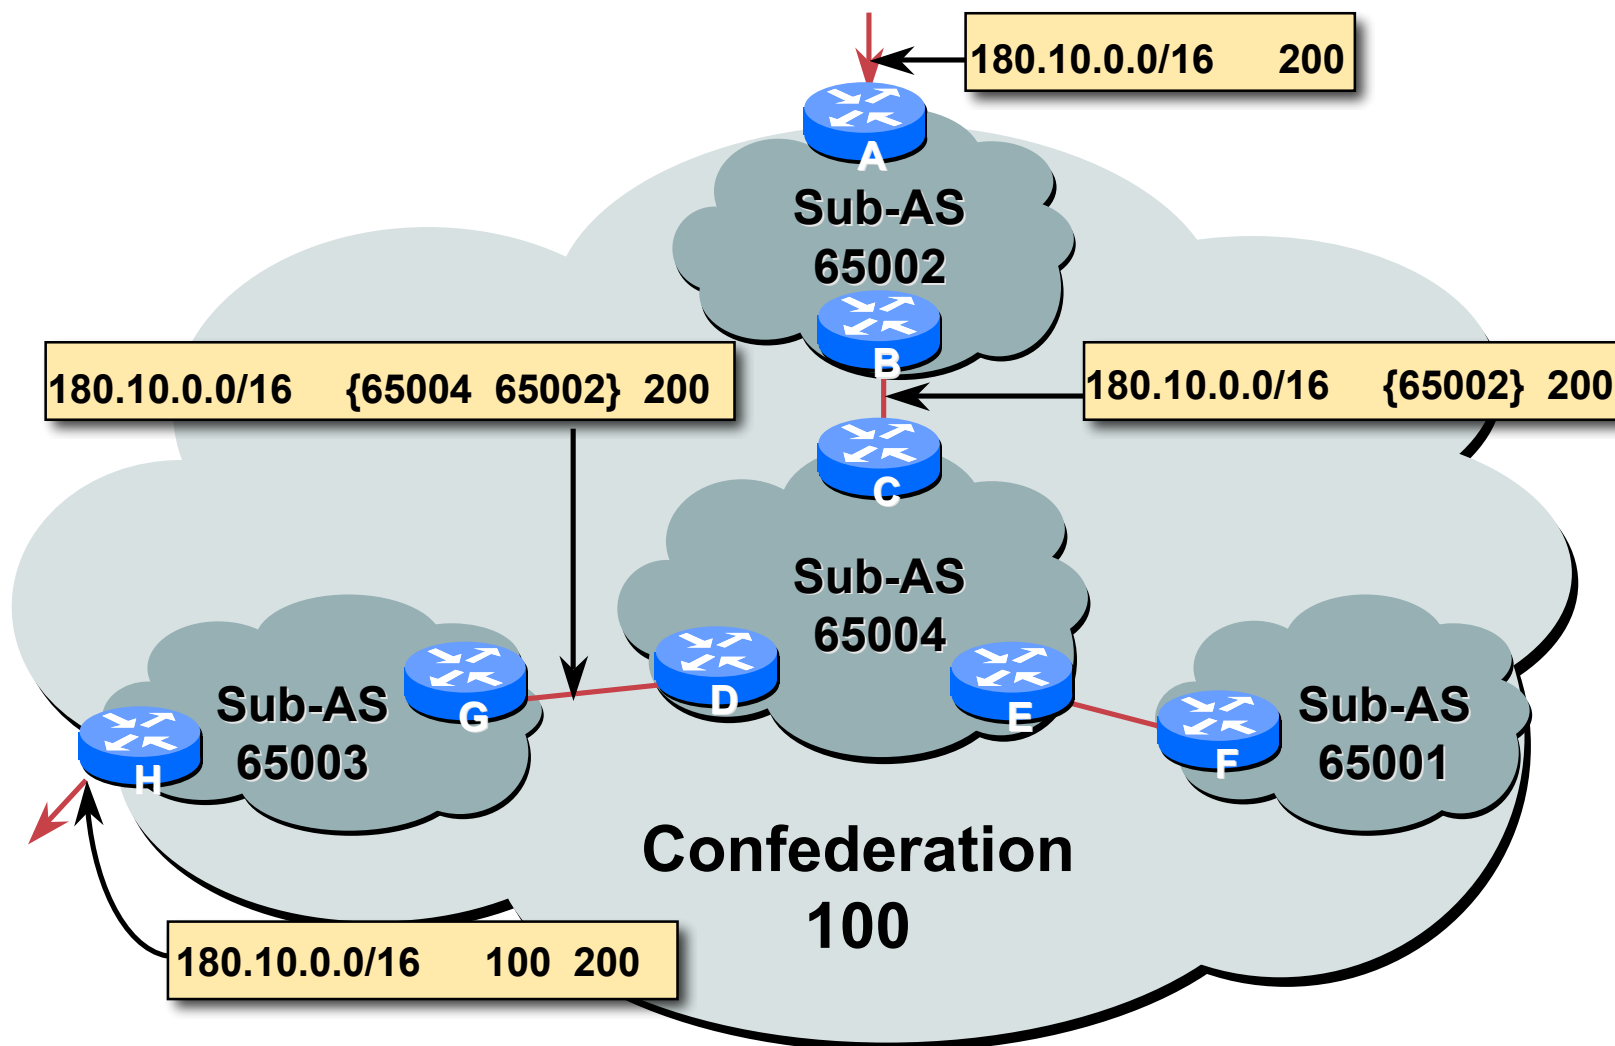 180.10.0.0/16 200
A
Sub-AS
65002
B
180.10.0.0/16 {65004 65002} 200
180.10.0.0/16 {65002} 200
C
Sub-AS
65004
D
E
G
Sub-AS
65003
H
F
Sub-AS
65001
Confederation
100
180.10.0.0/16 100 200